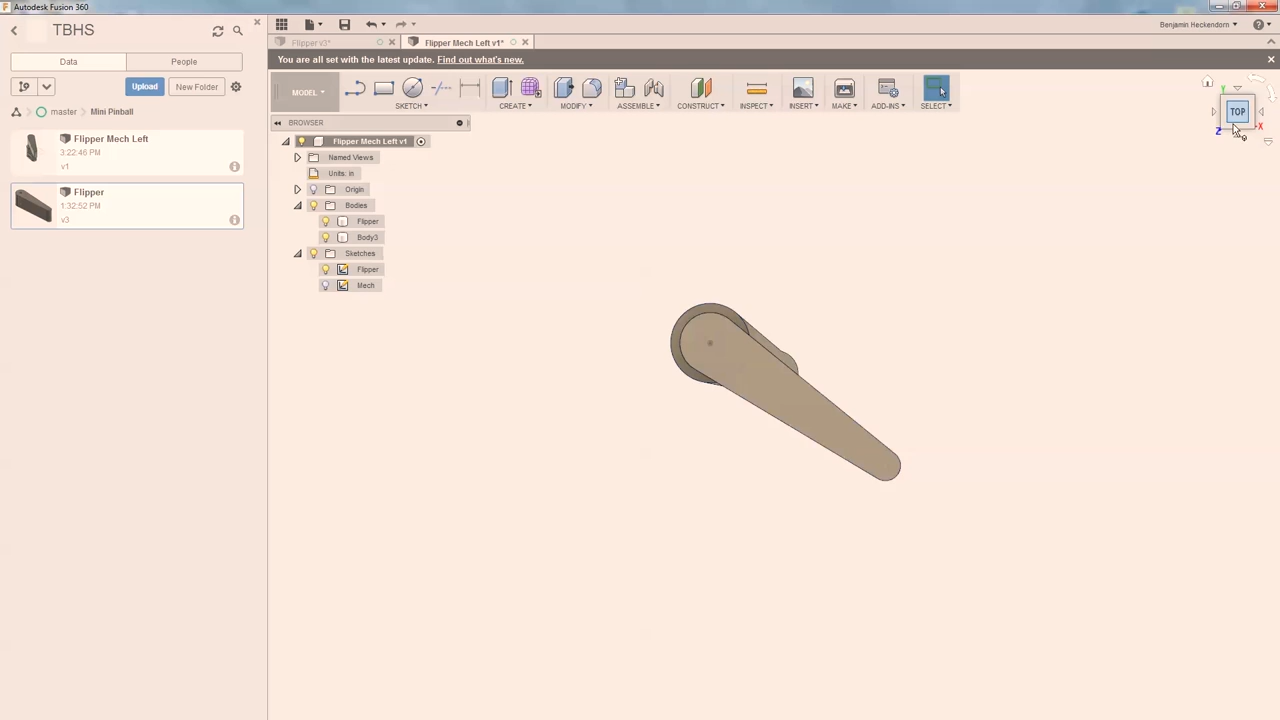 Autodesk Fusion 360
TBHS
Data
People
Upload
New Folder
master
Mini Pinball
Flipper Mech Left
3:22:46 PM
v1
Flipper
1:32:52 PM
v3
Benjamin Heckendorn
Flipper v3*
Flipper Mech Left v1*
You are all set with the latest update. Find out what's new.
MODEL
SKETCH
CREATE
MODIFY
ASSEMBLE
CONSTRUCT
INSPECT
INSERT
MAKE
ADD-INS
SELECT
BROWSER
Flipper Mech Left v1
Named Views
Units: in
Origin
Bodies
Flipper
Body3
Sketches
Flipper
Mech
Y
TOP
Z
X